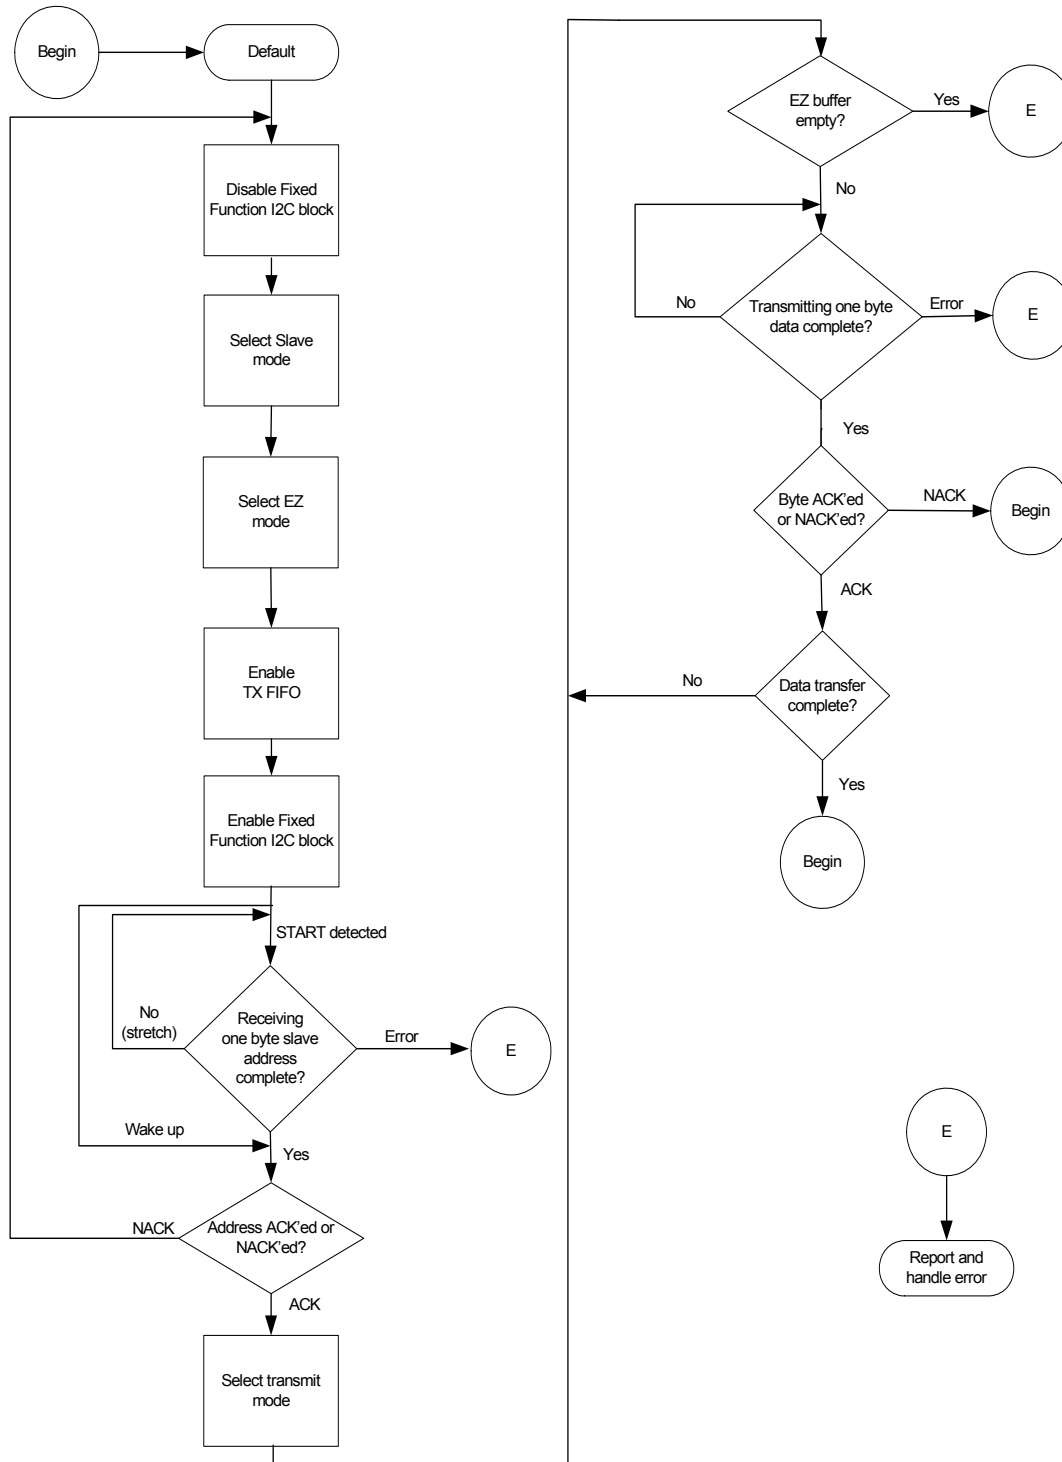 Begin
Default
Disable Fixed
Function I2C block
Select Slave
mode
Select EZ
mode
Enable
TX FIFO
Enable Fixed
Function I2C block
START detected
No
(stretch)
Receiving
one byte slave
address
complete?
Error
E
Wake up
Yes
NACK
Address ACK'ed or
NACK'ed?
ACK
Select transmit
mode
EZ buffer
empty?
Yes
E
No
No
Transmitting one byte
data complete?
Error
E
Yes
Byte ACK'ed
or NACK'ed?
NACK
Begin
ACK
No
Data transfer
complete?
Yes
Begin
E
Report and
handle error